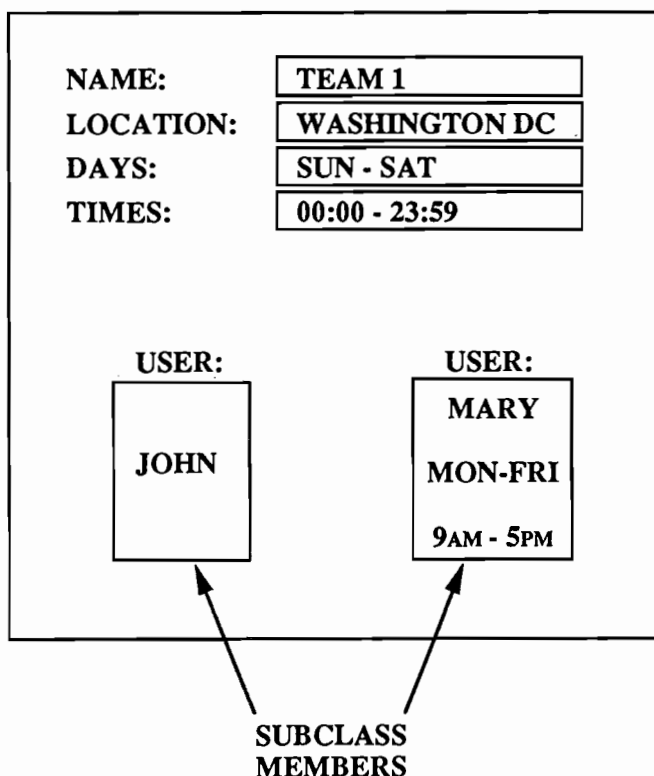 NAME: TEAM 1
LOCATION: WASHINGTON DC
DAYS: SUN - SAT
TIMES: 00:00 - 23:59
USER: USER:
JOHN
MARY
MON-FRI
9AM - 5PM
SUBCLASS
MEMBERS